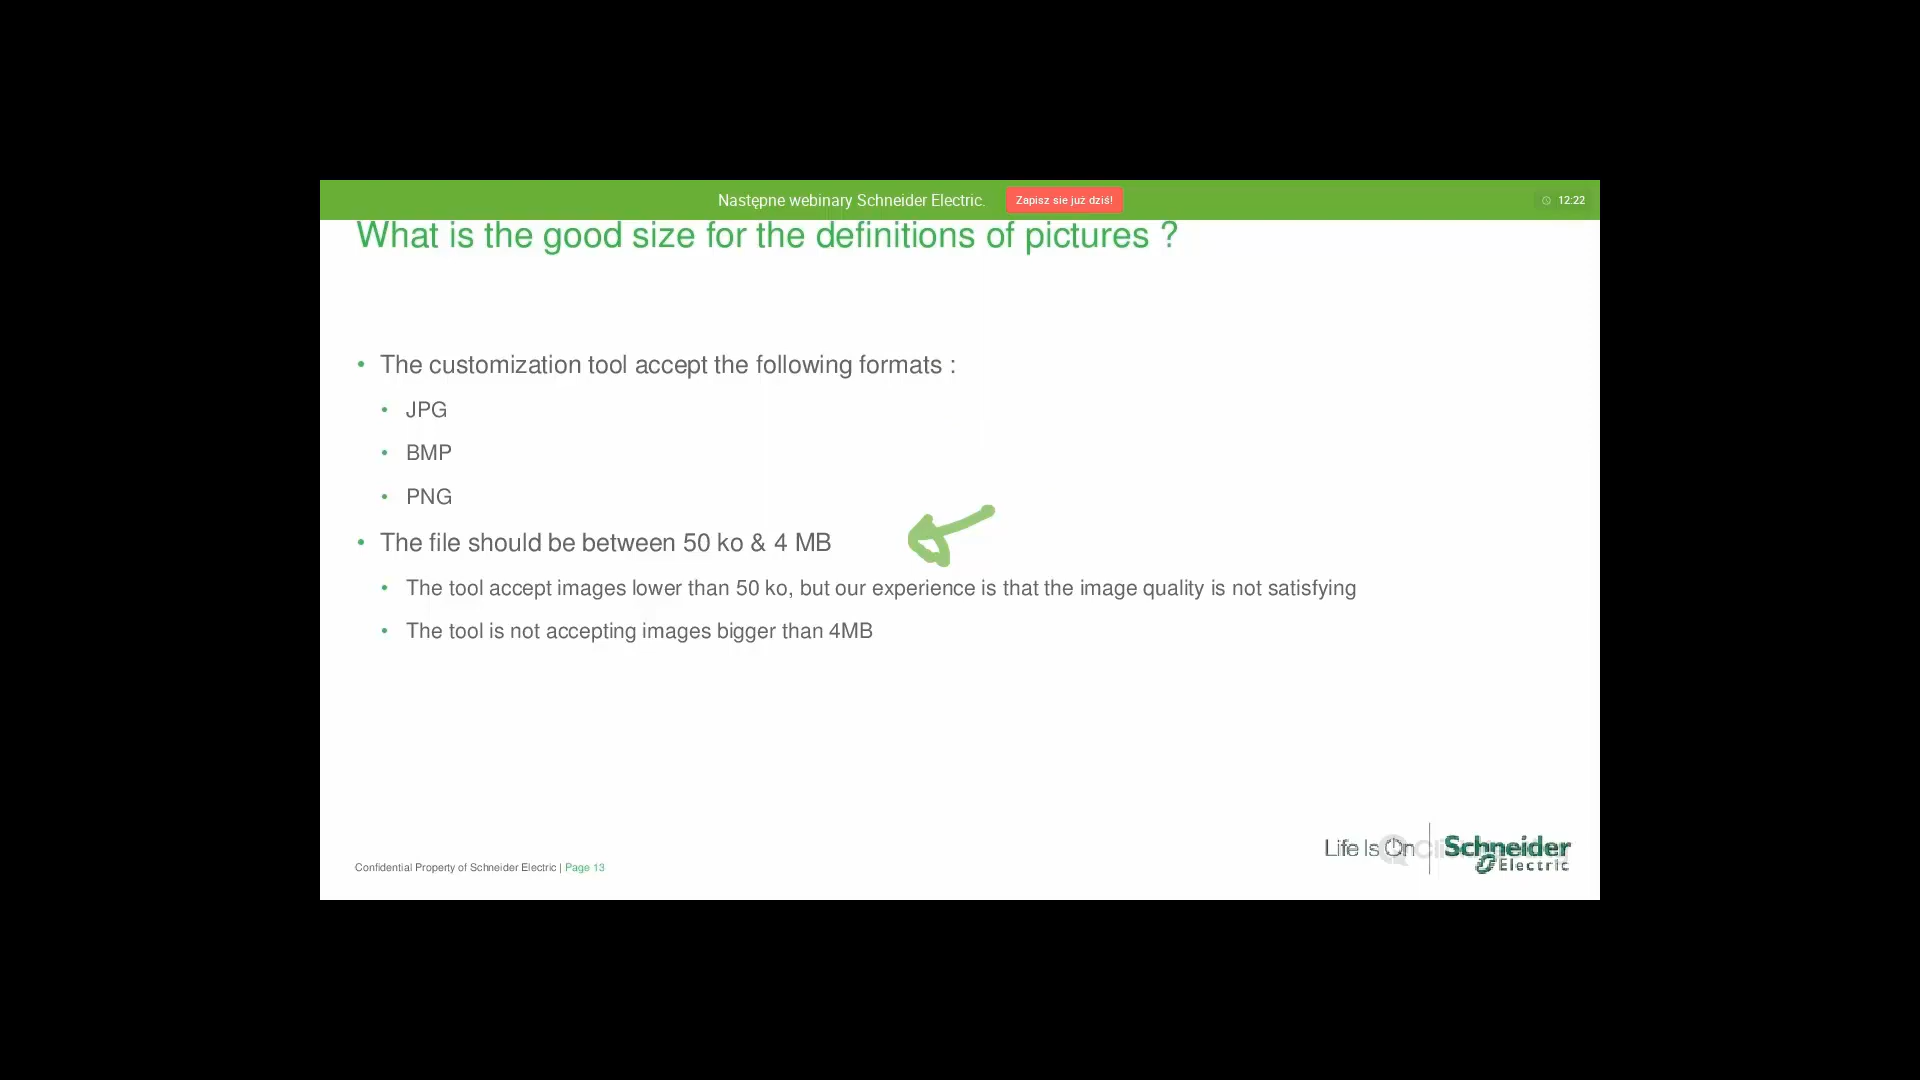 Następne webinary Schneider Electric. Zapisz sie już dziś! 12:22
What is the good size for the definitions of pictures ?
• The customization tool accept the following formats :
• JPG
• BMP
• PNG
• The file should be between 50 ko & 4 MB
• The tool accept images lower than 50 ko, but our experience is that the image quality is not satisfying
• The tool is not accepting images bigger than 4MB
Life Is On Schneider
Electric
Confidential Property of Schneider Electric | Page 13